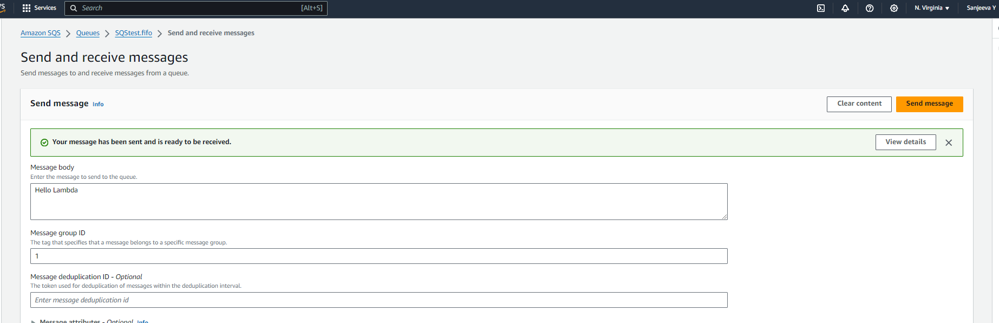 Services Search [Alt+S] N. Virginia Sanjeeva Y
Amazon SQS Queues SQStest.fifo Send and receive messages
Send and receive messages
Send messages to and receive messages from a queue.
Send message Info Clear content Send message
Your message has been sent and is ready to be received. View details
Message body
Enter the message to send to the queue.
Hello Lambda
Message group ID
The tag that specifies that a message belongs to a specific message group.
1
Message deduplication ID - Optional
The token used for deduplication of messages within the deduplication interval.
Enter message deduplication id
Message attributes - Optional Info